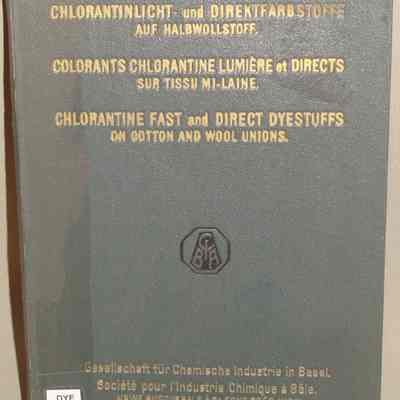 CHLORANTINLICHT- und DIREKTFARBSTOFFE
AUF HALBWOLLSTOFF.
COLORANTS CHLORANTINE LUMIÈRE et DIRECTS
SUR TISSU MI-LAINE.
CHLORANTINE FAST and DIRECT DYESTUFFS
ON COTTON AND WOOL UNIONS.
CIBA
Gesellschaft für Chemische Industrie in Basel.
Société pour l'Industrie Chimique à Bâle.
DYE